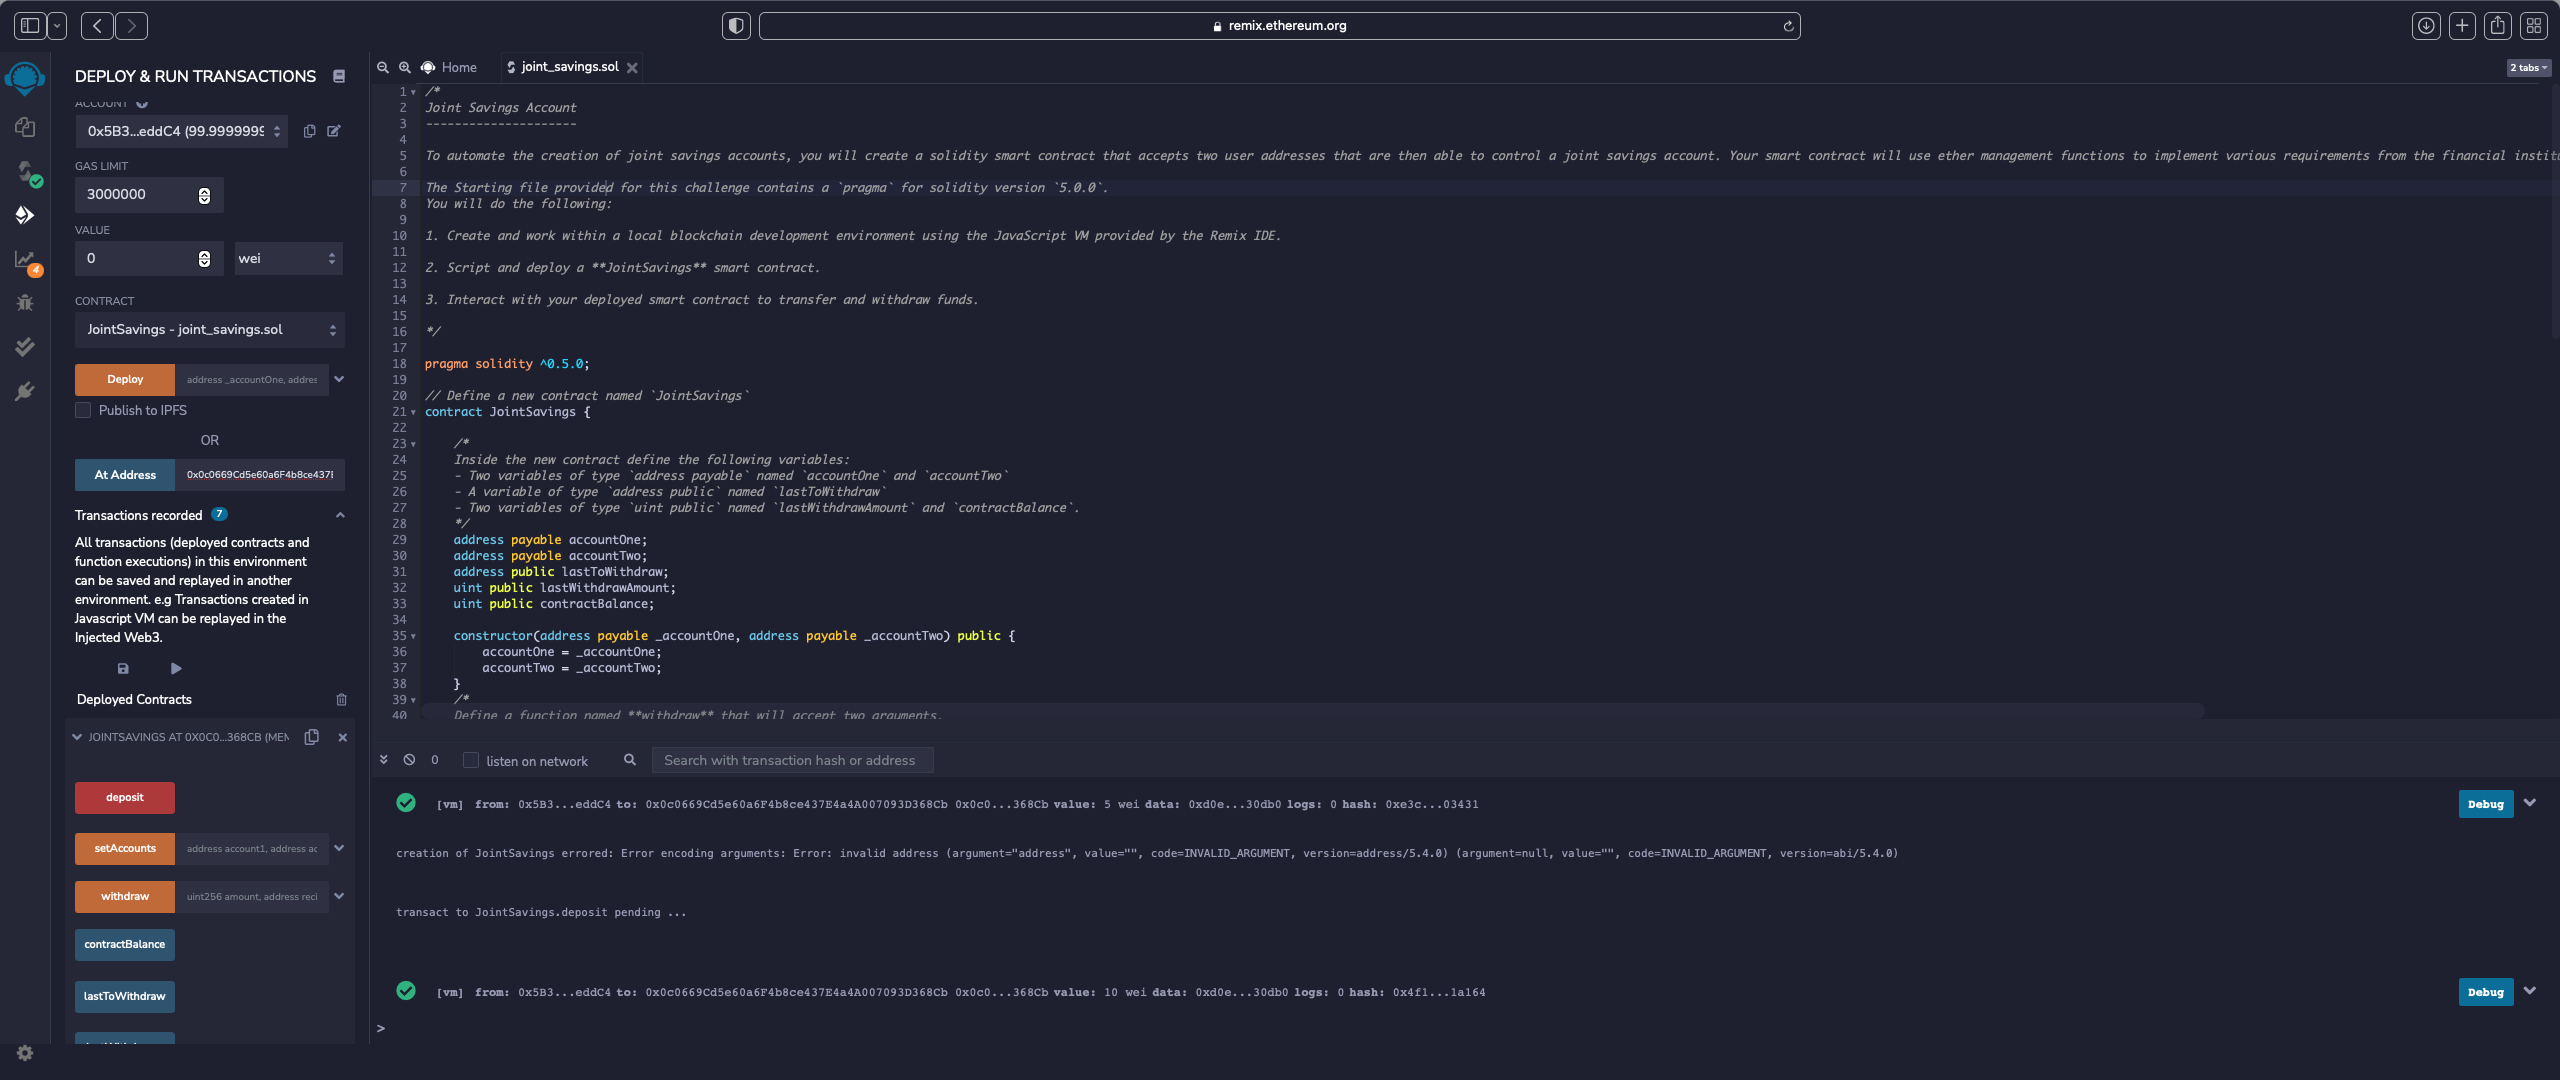 remix.ethereum.org
DEPLOY & RUN TRANSACTIONS
ACCOUNT
0x5B3...eddC4 (99.9999999
GAS LIMIT
3000000
VALUE
0
wei
4
CONTRACT
JointSavings - joint_savings.sol
Deploy
address _accountOne, addres
Publish to IPFS
OR
At Address
0x0c0669Cd5e60a6F4b8ce437E
Transactions recorded 7
All transactions (deployed contracts and
function executions) in this environment
can be saved and replayed in another
environment. e.g Transactions created in
Javascript VM can be replayed in the
Injected Web3.
Deployed Contracts
JOINTSAVINGS AT 0X0C0...368CB (MEM
deposit
setAccounts
address account1, address ac
withdraw
uint256 amount, address reci
contractBalance
lastToWithdraw
Home
joint_savings.sol
2 tabs
1 /*
2 Joint Savings Account
3 ---------------------
4
5 To automate the creation of joint savings accounts, you will create a solidity smart contract that accepts two user addresses that are then able to control a joint savings account. Your smart contract will use ether management functions to implement various requirements from the financial institu
6
7 The Starting file provided for this challenge contains a `pragma` for solidity version `5.0.0`.
8 You will do the following:
9
10 1. Create and work within a local blockchain development environment using the JavaScript VM provided by the Remix IDE.
11
12 2. Script and deploy a **JointSavings** smart contract.
13
14 3. Interact with your deployed smart contract to transfer and withdraw funds.
15
16 */
17
18 pragma solidity ^0.5.0;
19
20 // Define a new contract named `JointSavings`
21 contract JointSavings {
22
23 /*
24 Inside the new contract define the following variables:
25 - Two variables of type `address payable` named `accountOne` and `accountTwo`
26 - A variable of type `address public` named `lastToWithdraw`
27 - Two variables of type `uint public` named `lastWithdrawAmount` and `contractBalance`.
28 */
29 address payable accountOne;
30 address payable accountTwo;
31 address public lastToWithdraw;
32 uint public lastWithdrawAmount;
33 uint public contractBalance;
34
35 constructor(address payable _accountOne, address payable _accountTwo) public {
36 accountOne = _accountOne;
37 accountTwo = _accountTwo;
38 }
39 /*
40 Define a function named **withdraw** that will accept two arguments.
0
listen on network
Search with transaction hash or address
[vm] from: 0x5B3...eddC4 to: 0x0c0669Cd5e60a6F4b8ce437E4a4A007093D368Cb 0x0c0...368Cb value: 5 wei data: 0xd0e...30db0 logs: 0 hash: 0xe3c...03431
Debug
creation of JointSavings errored: Error encoding arguments: Error: invalid address (argument="address", value="", code=INVALID_ARGUMENT, version=address/5.4.0) (argument=null, value="", code=INVALID_ARGUMENT, version=abi/5.4.0)
transact to JointSavings.deposit pending ...
[vm] from: 0x5B3...eddC4 to: 0x0c0669Cd5e60a6F4b8ce437E4a4A007093D368Cb 0x0c0...368Cb value: 10 wei data: 0xd0e...30db0 logs: 0 hash: 0x4f1...1a164
Debug
>